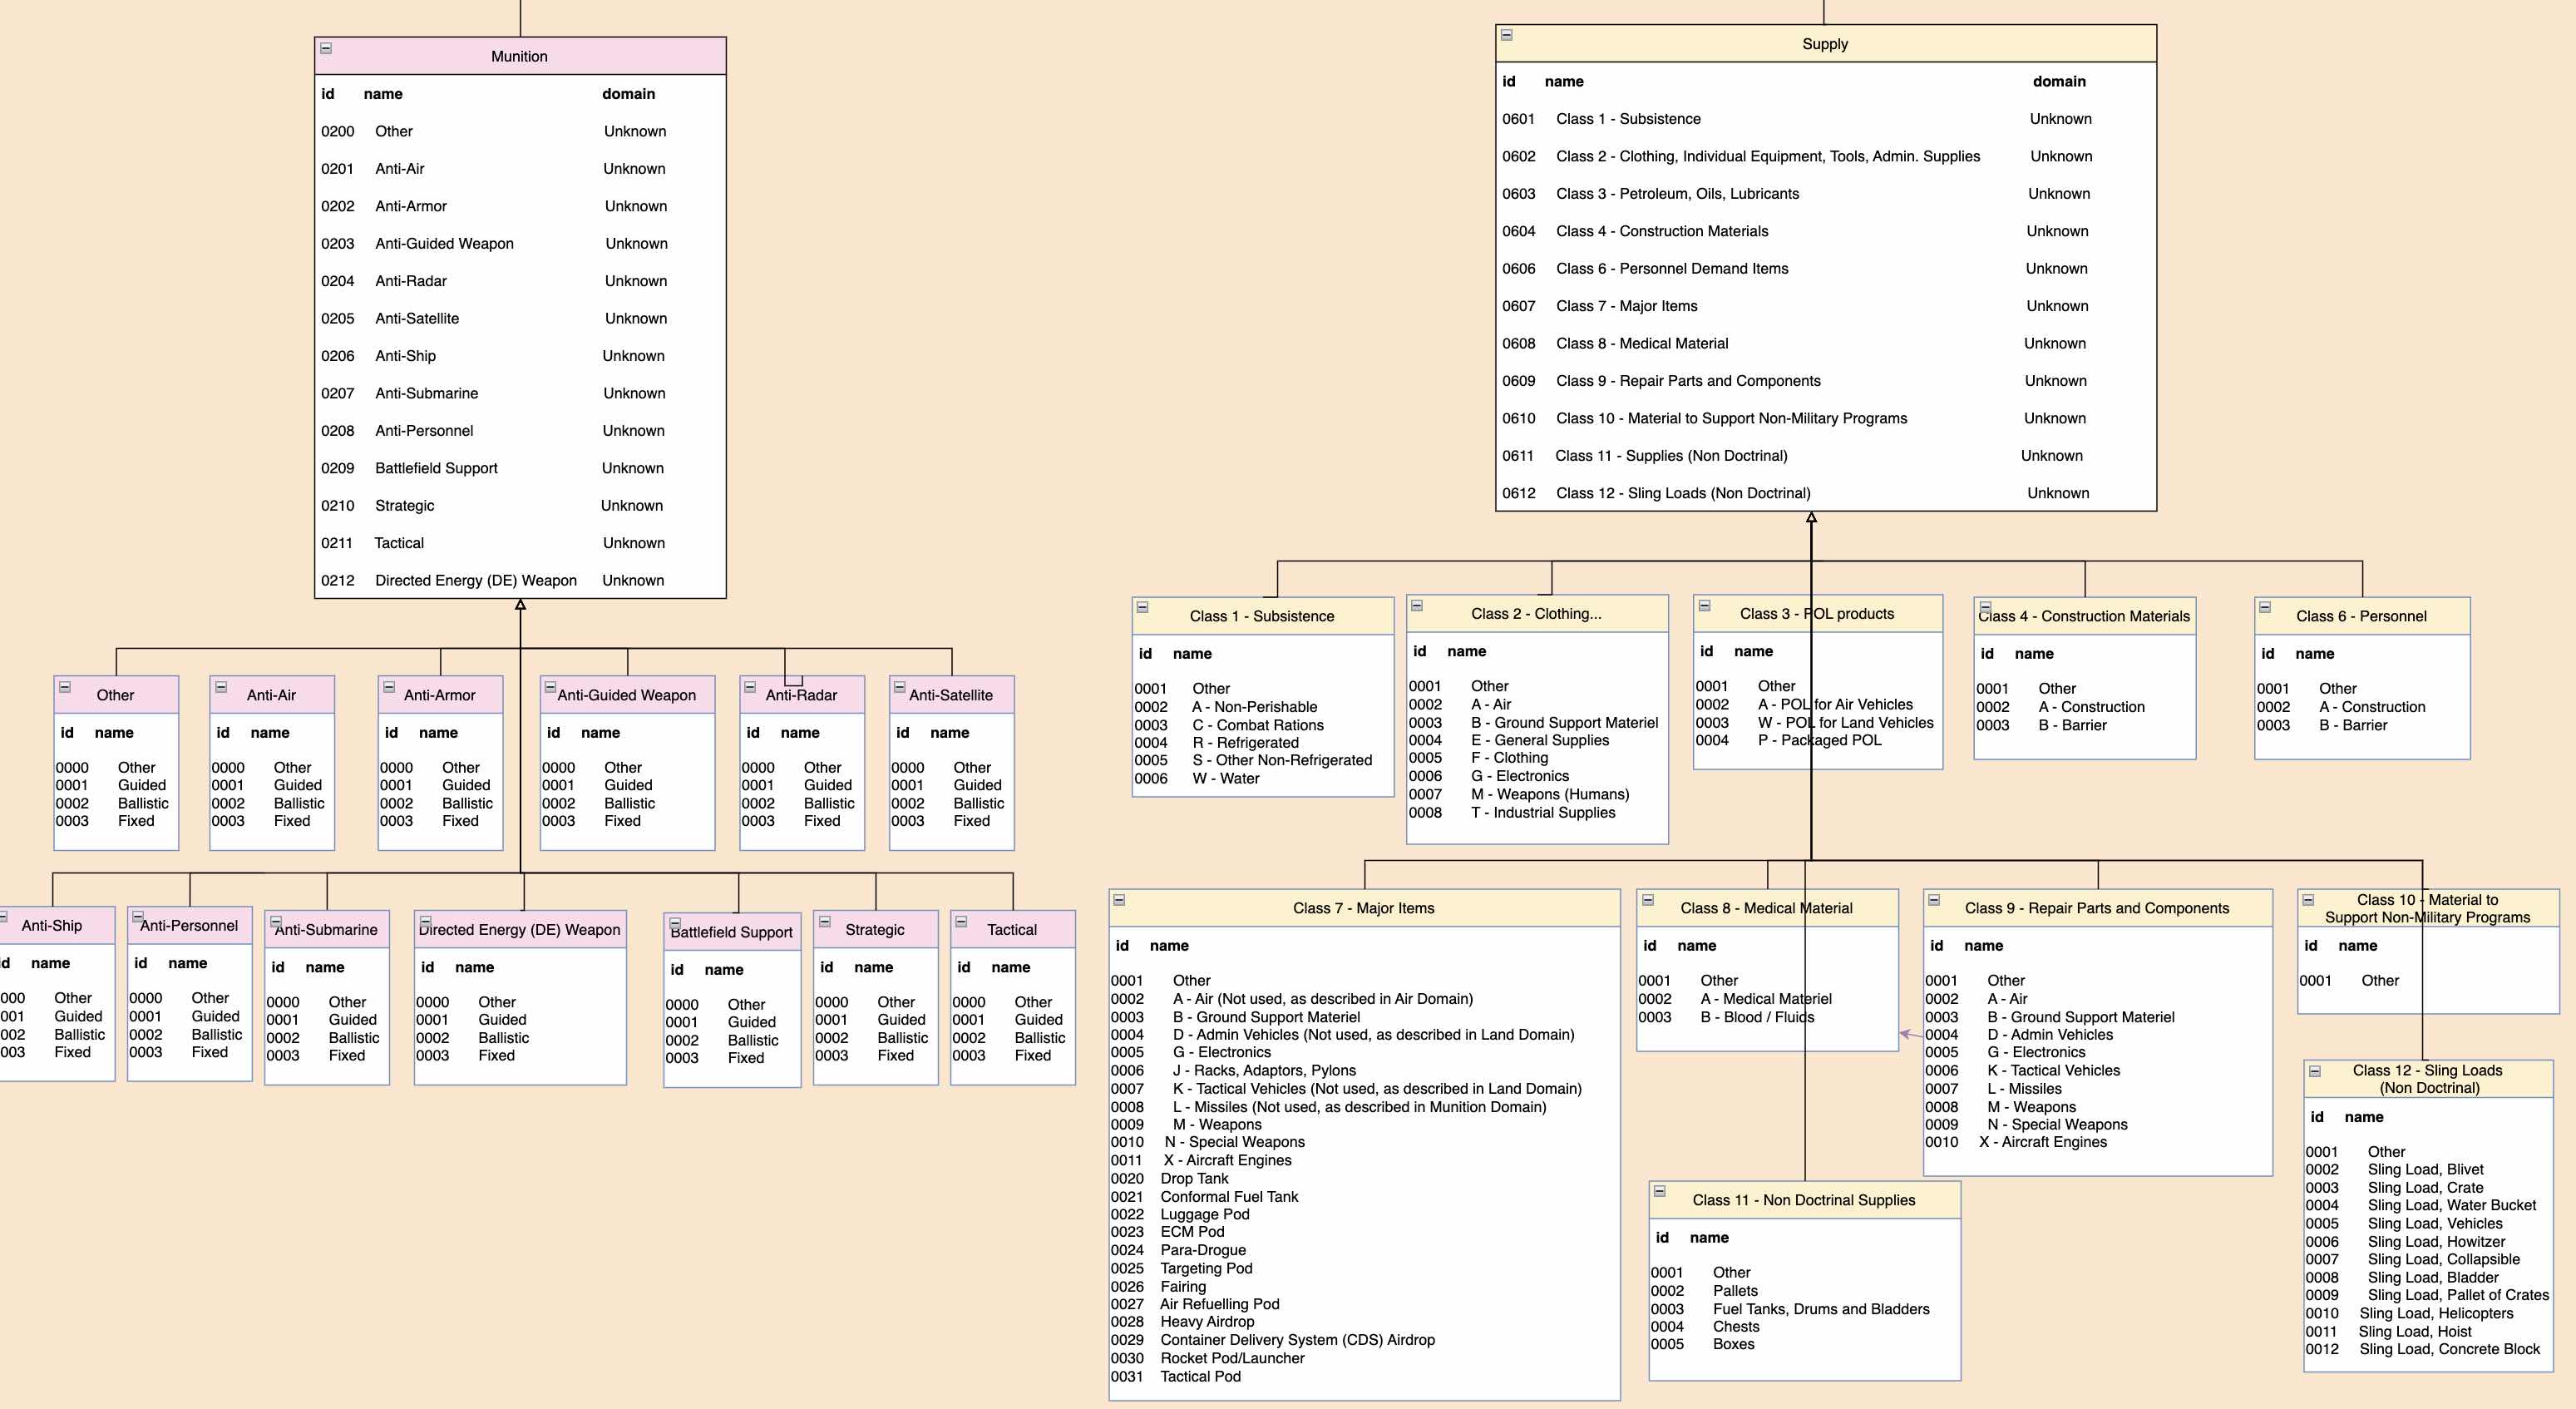 Munition
id name domain
0200 Other Unknown
0201 Anti-Air Unknown
0202 Anti-Armor Unknown
0203 Anti-Guided Weapon Unknown
0204 Anti-Radar Unknown
0205 Anti-Satellite Unknown
0206 Anti-Ship Unknown
0207 Anti-Submarine Unknown
0208 Anti-Personnel Unknown
0209 Battlefield Support Unknown
0210 Strategic Unknown
0211 Tactical Unknown
0212 Directed Energy (DE) Weapon Unknown
Other
id name
0000 Other
0001 Guided
0002 Ballistic
0003 Fixed
Anti-Air
id name
0000 Other
0001 Guided
0002 Ballistic
0003 Fixed
Anti-Armor
id name
0000 Other
0001 Guided
0002 Ballistic
0003 Fixed
Anti-Guided Weapon
id name
0000 Other
0001 Guided
0002 Ballistic
0003 Fixed
Anti-Radar
id name
0000 Other
0001 Guided
0002 Ballistic
0003 Fixed
Anti-Satellite
id name
0000 Other
0001 Guided
0002 Ballistic
0003 Fixed
Anti-Ship
id name
000 Other
001 Guided
002 Ballistic
003 Fixed
Anti-Personnel
id name
0000 Other
0001 Guided
0002 Ballistic
0003 Fixed
Anti-Submarine
id name
0000 Other
0001 Guided
0002 Ballistic
0003 Fixed
Directed Energy (DE) Weapon
id name
0000 Other
0001 Guided
0002 Ballistic
0003 Fixed
Battlefield Support
id name
0000 Other
0001 Guided
0002 Ballistic
0003 Fixed
Strategic
id name
0000 Other
0001 Guided
0002 Ballistic
0003 Fixed
Tactical
id name
0000 Other
0001 Guided
0002 Ballistic
0003 Fixed
Supply
id name domain
0601 Class 1 - Subsistence Unknown
0602 Class 2 - Clothing, Individual Equipment, Tools, Admin. Supplies Unknown
0603 Class 3 - Petroleum, Oils, Lubricants Unknown
0604 Class 4 - Construction Materials Unknown
0606 Class 6 - Personnel Demand Items Unknown
0607 Class 7 - Major Items Unknown
0608 Class 8 - Medical Material Unknown
0609 Class 9 - Repair Parts and Components Unknown
0610 Class 10 - Material to Support Non-Military Programs Unknown
0611 Class 11 - Supplies (Non Doctrinal) Unknown
0612 Class 12 - Sling Loads (Non Doctrinal) Unknown
Class 1 - Subsistence
id name
0001 Other
0002 A - Non-Perishable
0003 C - Combat Rations
0004 R - Refrigerated
0005 S - Other Non-Refrigerated
0006 W - Water
Class 2 - Clothing...
id name
0001 Other
0002 A - Air
0003 B - Ground Support Materiel
0004 E - General Supplies
0005 F - Clothing
0006 G - Electronics
0007 M - Weapons (Humans)
0008 T - Industrial Supplies
Class 3 - POL products
id name
0001 Other
0002 A - POL for Air Vehicles
0003 W - POL for Land Vehicles
0004 P - Packaged POL
Class 4 - Construction Materials
id name
0001 Other
0002 A - Construction
0003 B - Barrier
Class 6 - Personnel
id name
0001 Other
0002 A - Construction
0003 B - Barrier
Class 7 - Major Items
id name
0001 Other
0002 A - Air (Not used, as described in Air Domain)
0003 B - Ground Support Materiel
0004 D - Admin Vehicles (Not used, as described in Land Domain)
0005 G - Electronics
0006 J - Racks, Adaptors, Pylons
0007 K - Tactical Vehicles (Not used, as described in Land Domain)
0008 L - Missiles (Not used, as described in Munition Domain)
0009 M - Weapons
0010 N - Special Weapons
0011 X - Aircraft Engines
0020 Drop Tank
0021 Conformal Fuel Tank
0022 Luggage Pod
0023 ECM Pod
0024 Para-Drogue
0025 Targeting Pod
0026 Fairing
0027 Air Refuelling Pod
0028 Heavy Airdrop
0029 Container Delivery System (CDS) Airdrop
0030 Rocket Pod/Launcher
0031 Tactical Pod
Class 8 - Medical Material
id name
0001 Other
0002 A - Medical Materiel
0003 B - Blood / Fluids
Class 9 - Repair Parts and Components
id name
0001 Other
0002 A - Air
0003 B - Ground Support Materiel
0004 D - Admin Vehicles
0005 G - Electronics
0006 K - Tactical Vehicles
0007 L - Missiles
0008 M - Weapons
0009 N - Special Weapons
0010 X - Aircraft Engines
Class 10 - Material to
Support Non-Military Programs
id name
0001 Other
Class 11 - Non Doctrinal Supplies
id name
0001 Other
0002 Pallets
0003 Fuel Tanks, Drums and Bladders
0004 Chests
0005 Boxes
Class 12 - Sling Loads
(Non Doctrinal)
id name
0001 Other
0002 Sling Load, Blivet
0003 Sling Load, Crate
0004 Sling Load, Water Bucket
0005 Sling Load, Vehicles
0006 Sling Load, Howitzer
0007 Sling Load, Collapsible
0008 Sling Load, Bladder
0009 Sling Load, Pallet of Crates
0010 Sling Load, Helicopters
0011 Sling Load, Hoist
0012 Sling Load, Concrete Block